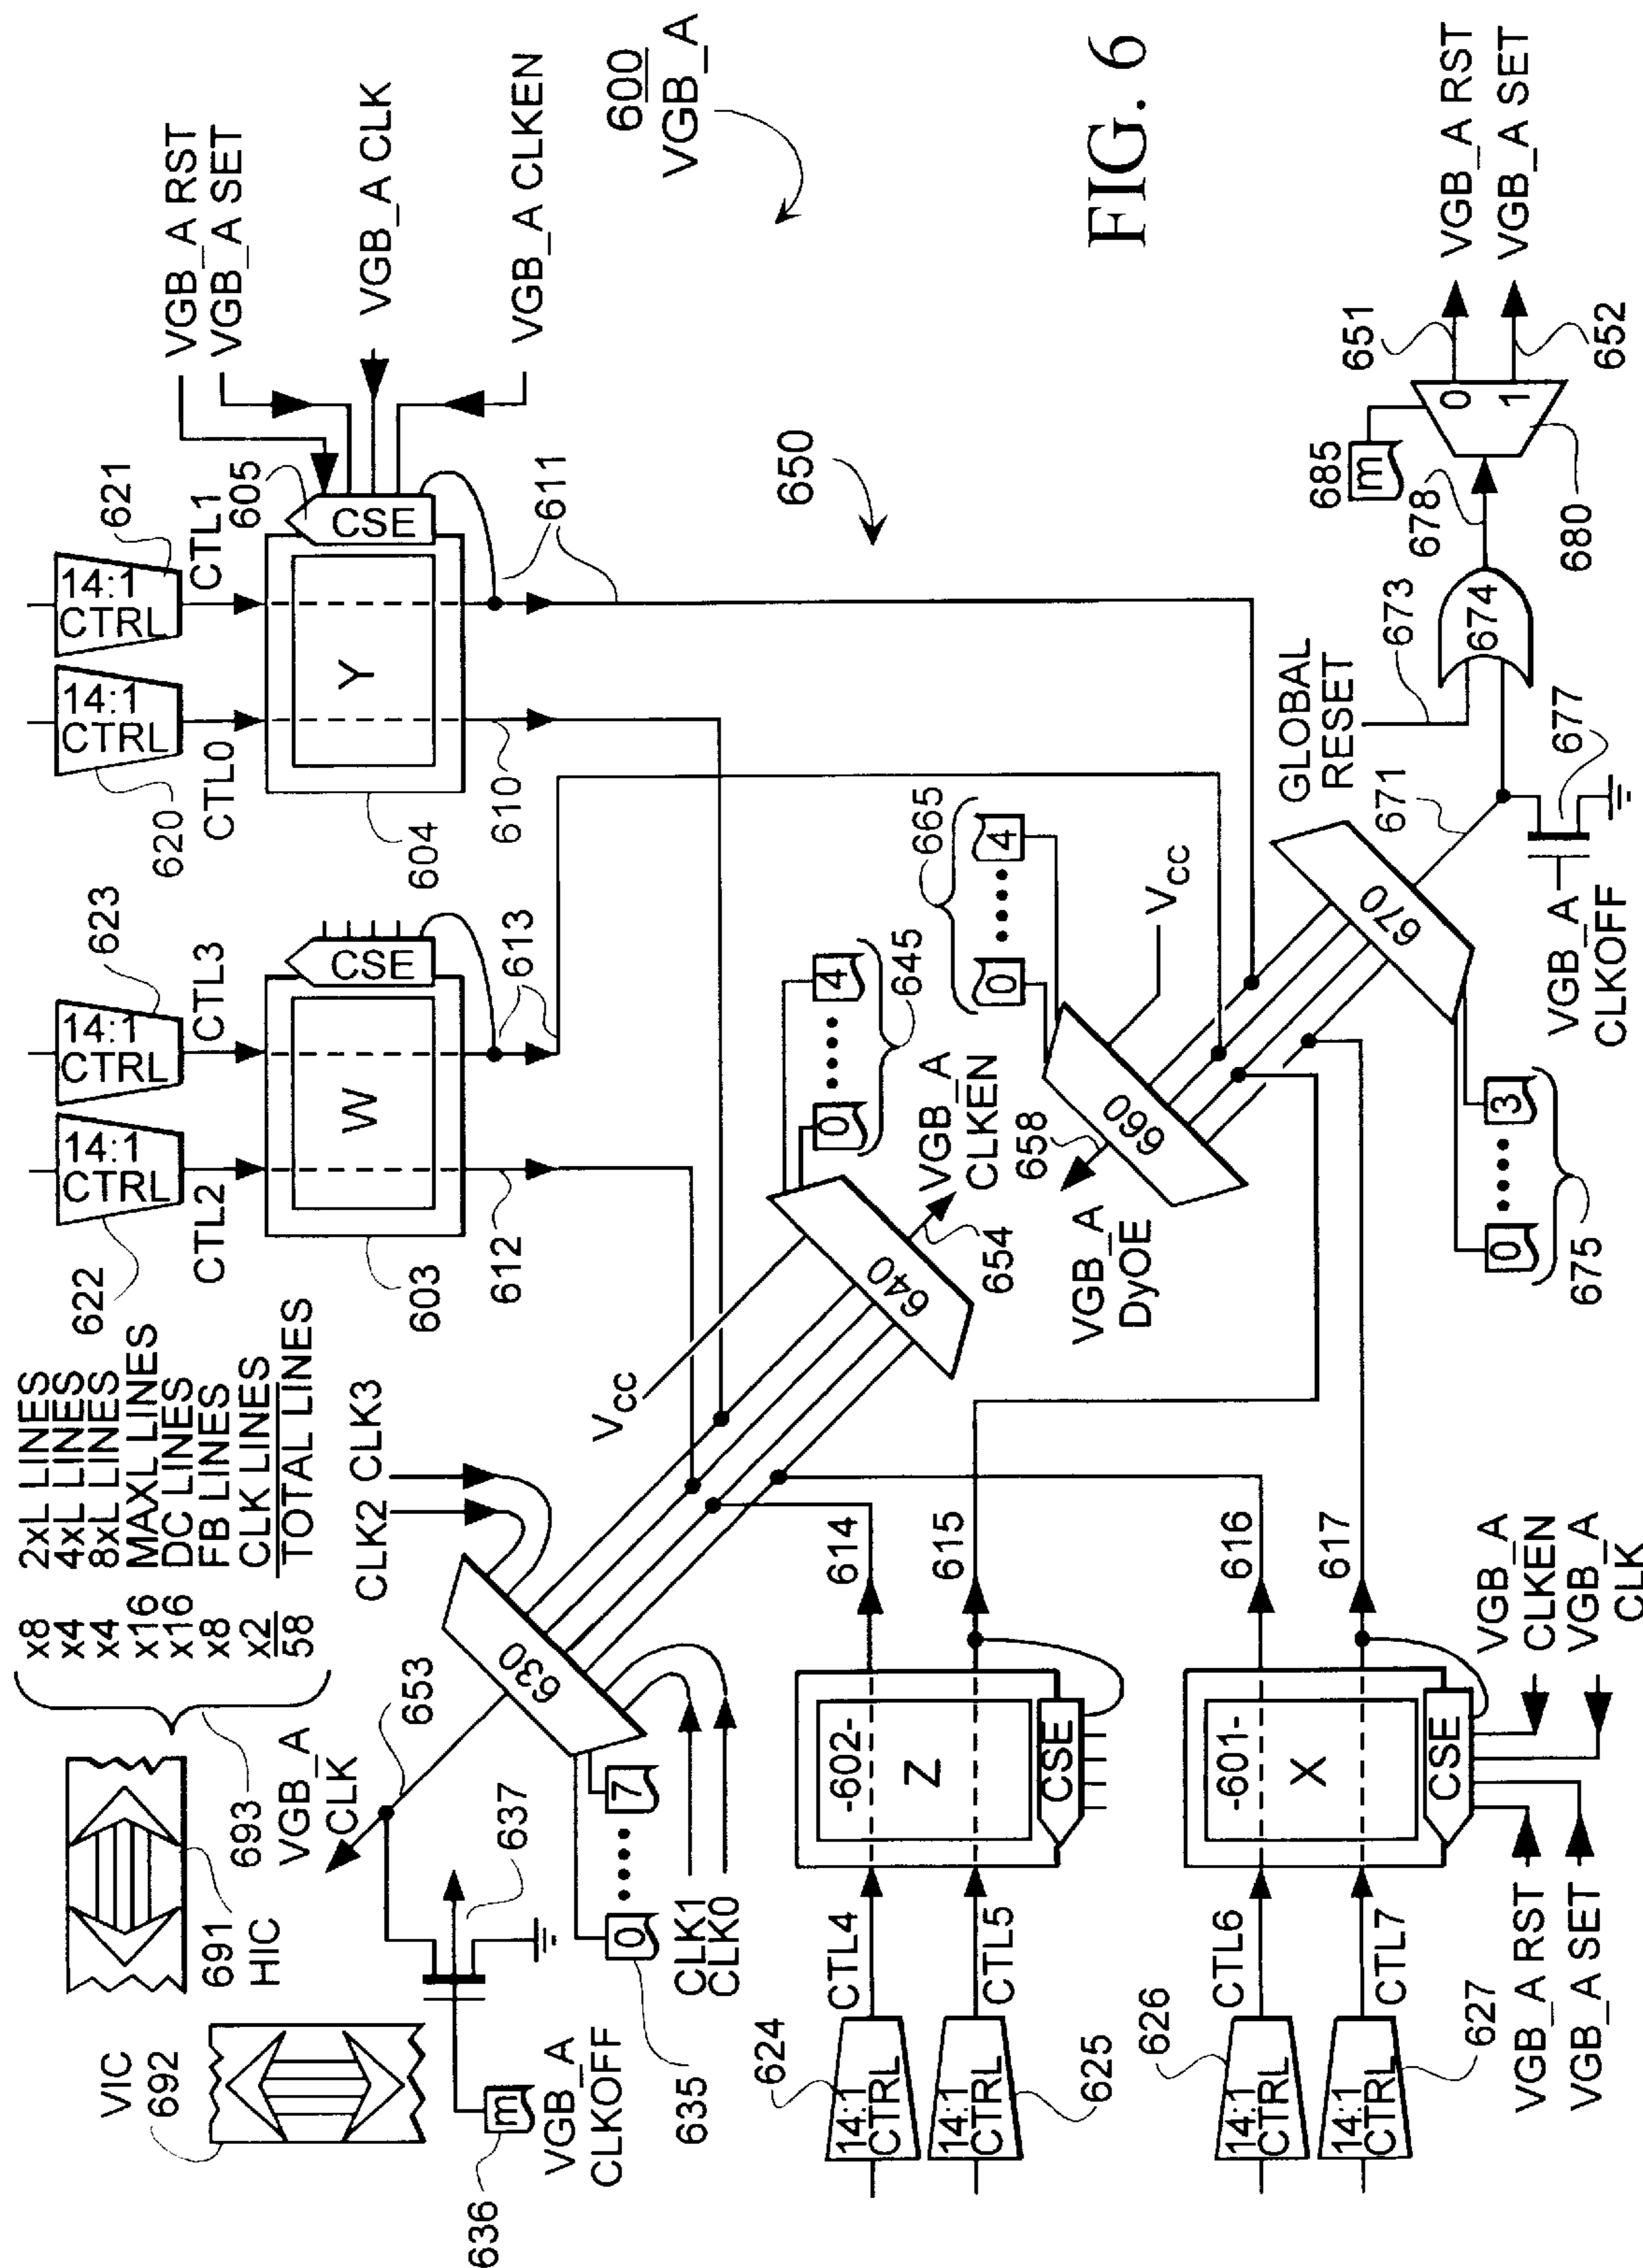 x8 2xL LINES
x4 4xL LINES
x4 8xL LINES
x16 MAXL LINES
x16 DC LINES
x8 FB LINES
x2 CLK LINES
58 TOTAL LINES
693
691
HIC
VIC
692
622
14:1
CTRL
CTL2
623
14:1
CTRL
CTL3
620
14:1
CTRL
CTL0
621
14:1
CTRL
CTL1
605
W
CSE
603
Y
CSE
604
612
613
610
611
VGB_A RST
VGB_A SET
VGB_A CLK
VGB_A CLKEN
600
VGB_A
FIG. 6
650
CLK2
CLK3
VCC
VGB_A
CLK
653
630
637
636
m
VGB_A
CLKOFF
635
0
7
CLK1
CLK0
640
645
0
4
VGB_A
CLKEN
654
665
0
4
VCC
660
658
VGB_A
DyOE
670
671
675
0
3
GLOBAL
RESET
673
674
677
VGB_A
CLKOFF
678
685
m
680
0
1
651
652
VGB_A RST
VGB_A SET
624
14:1
CTRL
CTL4
625
14:1
CTRL
CTL5
-602-
Z
CSE
614
615
626
14:1
CTRL
CTL6
627
14:1
CTRL
CTL7
-601-
X
CSE
616
617
VGB_A RST
VGB_A SET
VGB_A
CLKEN
VGB_A
CLK